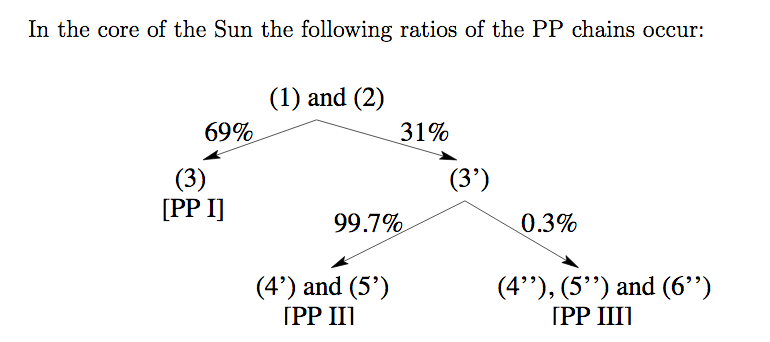 In the core of the Sun the following ratios of the PP chains occur:
(1) and (2)
69% 31%
(3) (3’)
[PP I]
99.7% 0.3%
(4’) and (5’) (4’’), (5’’) and (6’’)
[PP II] [PP III]